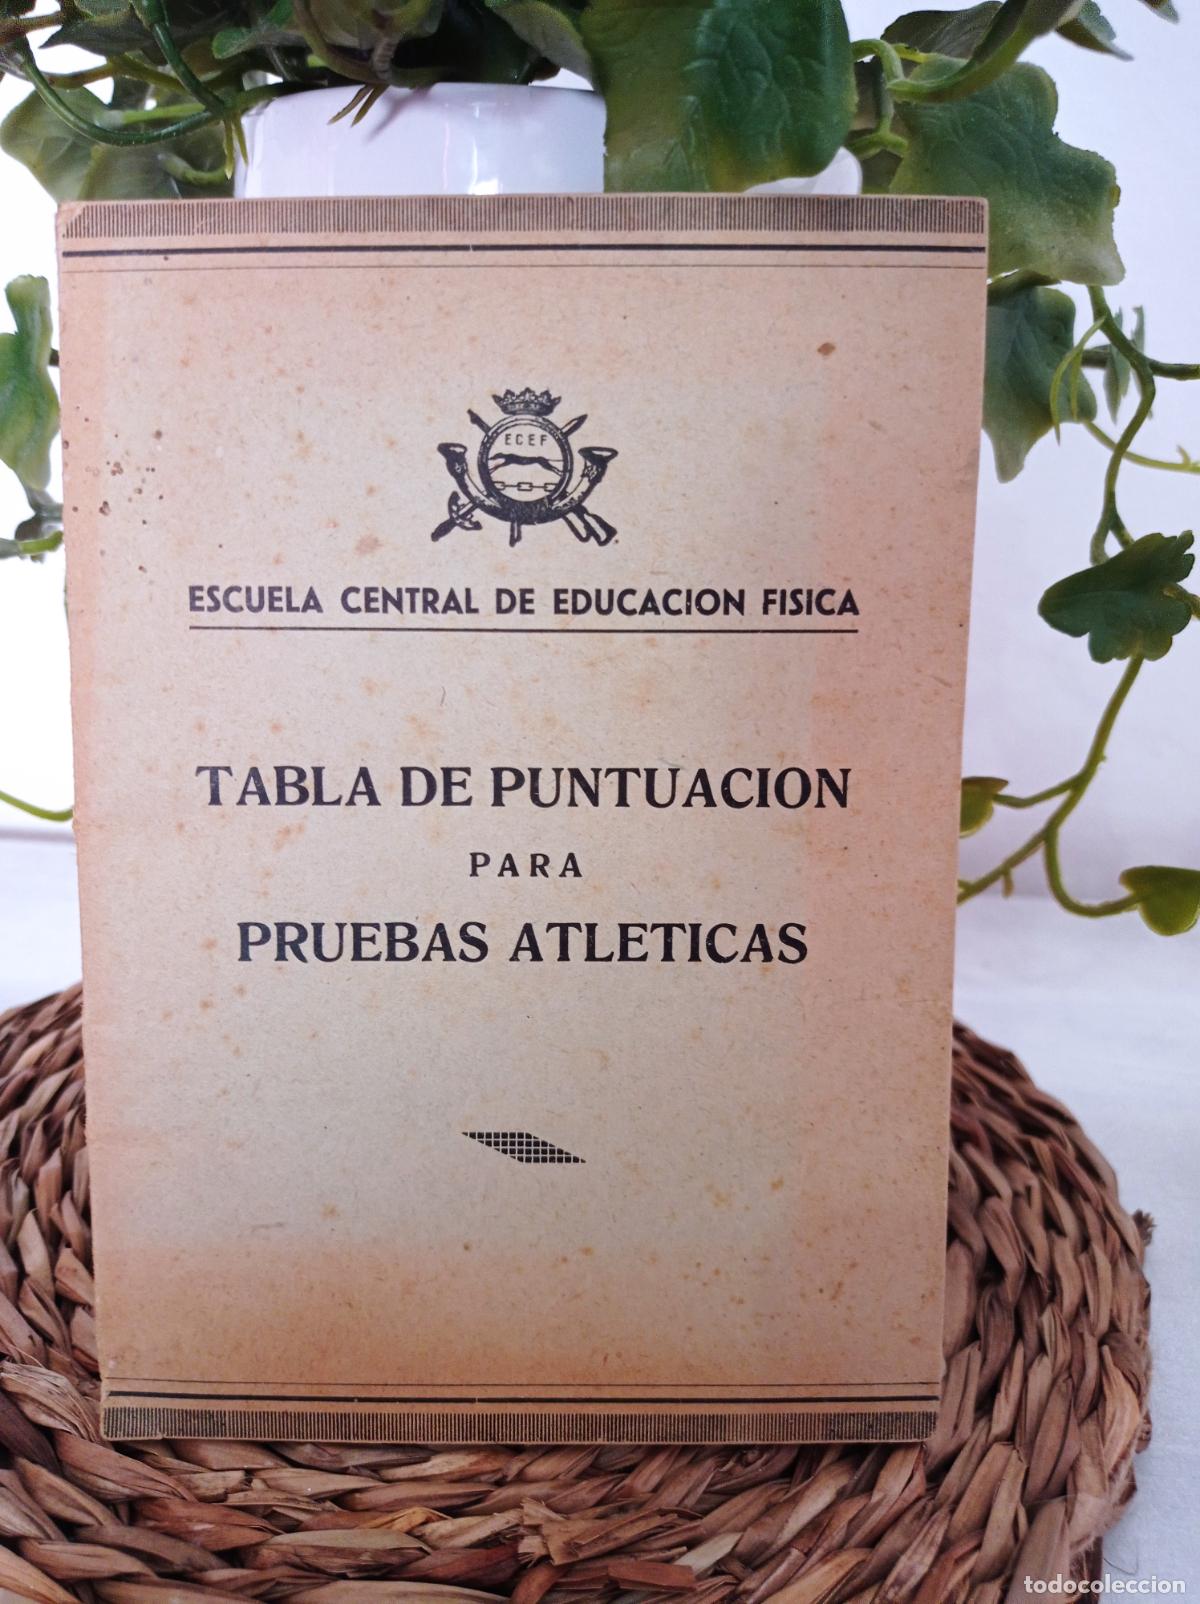 ECEF
ESCUELA CENTRAL DE EDUCACION FISICA
TABLA DE PUNTUACION
PARA
PRUEBAS ATLETICAS
todocoleccion